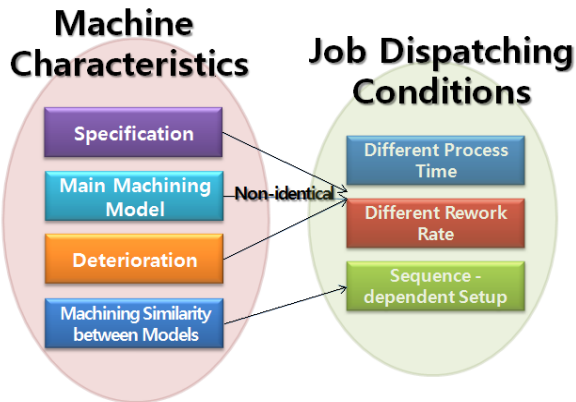 Machine
Characteristics
Specification
Main Machining
Model
Deterioration
Machining Similarity
between Models
Non-identical
Job Dispatching
Conditions
Different Process
Time
Different Rework
Rate
Sequence -
dependent Setup